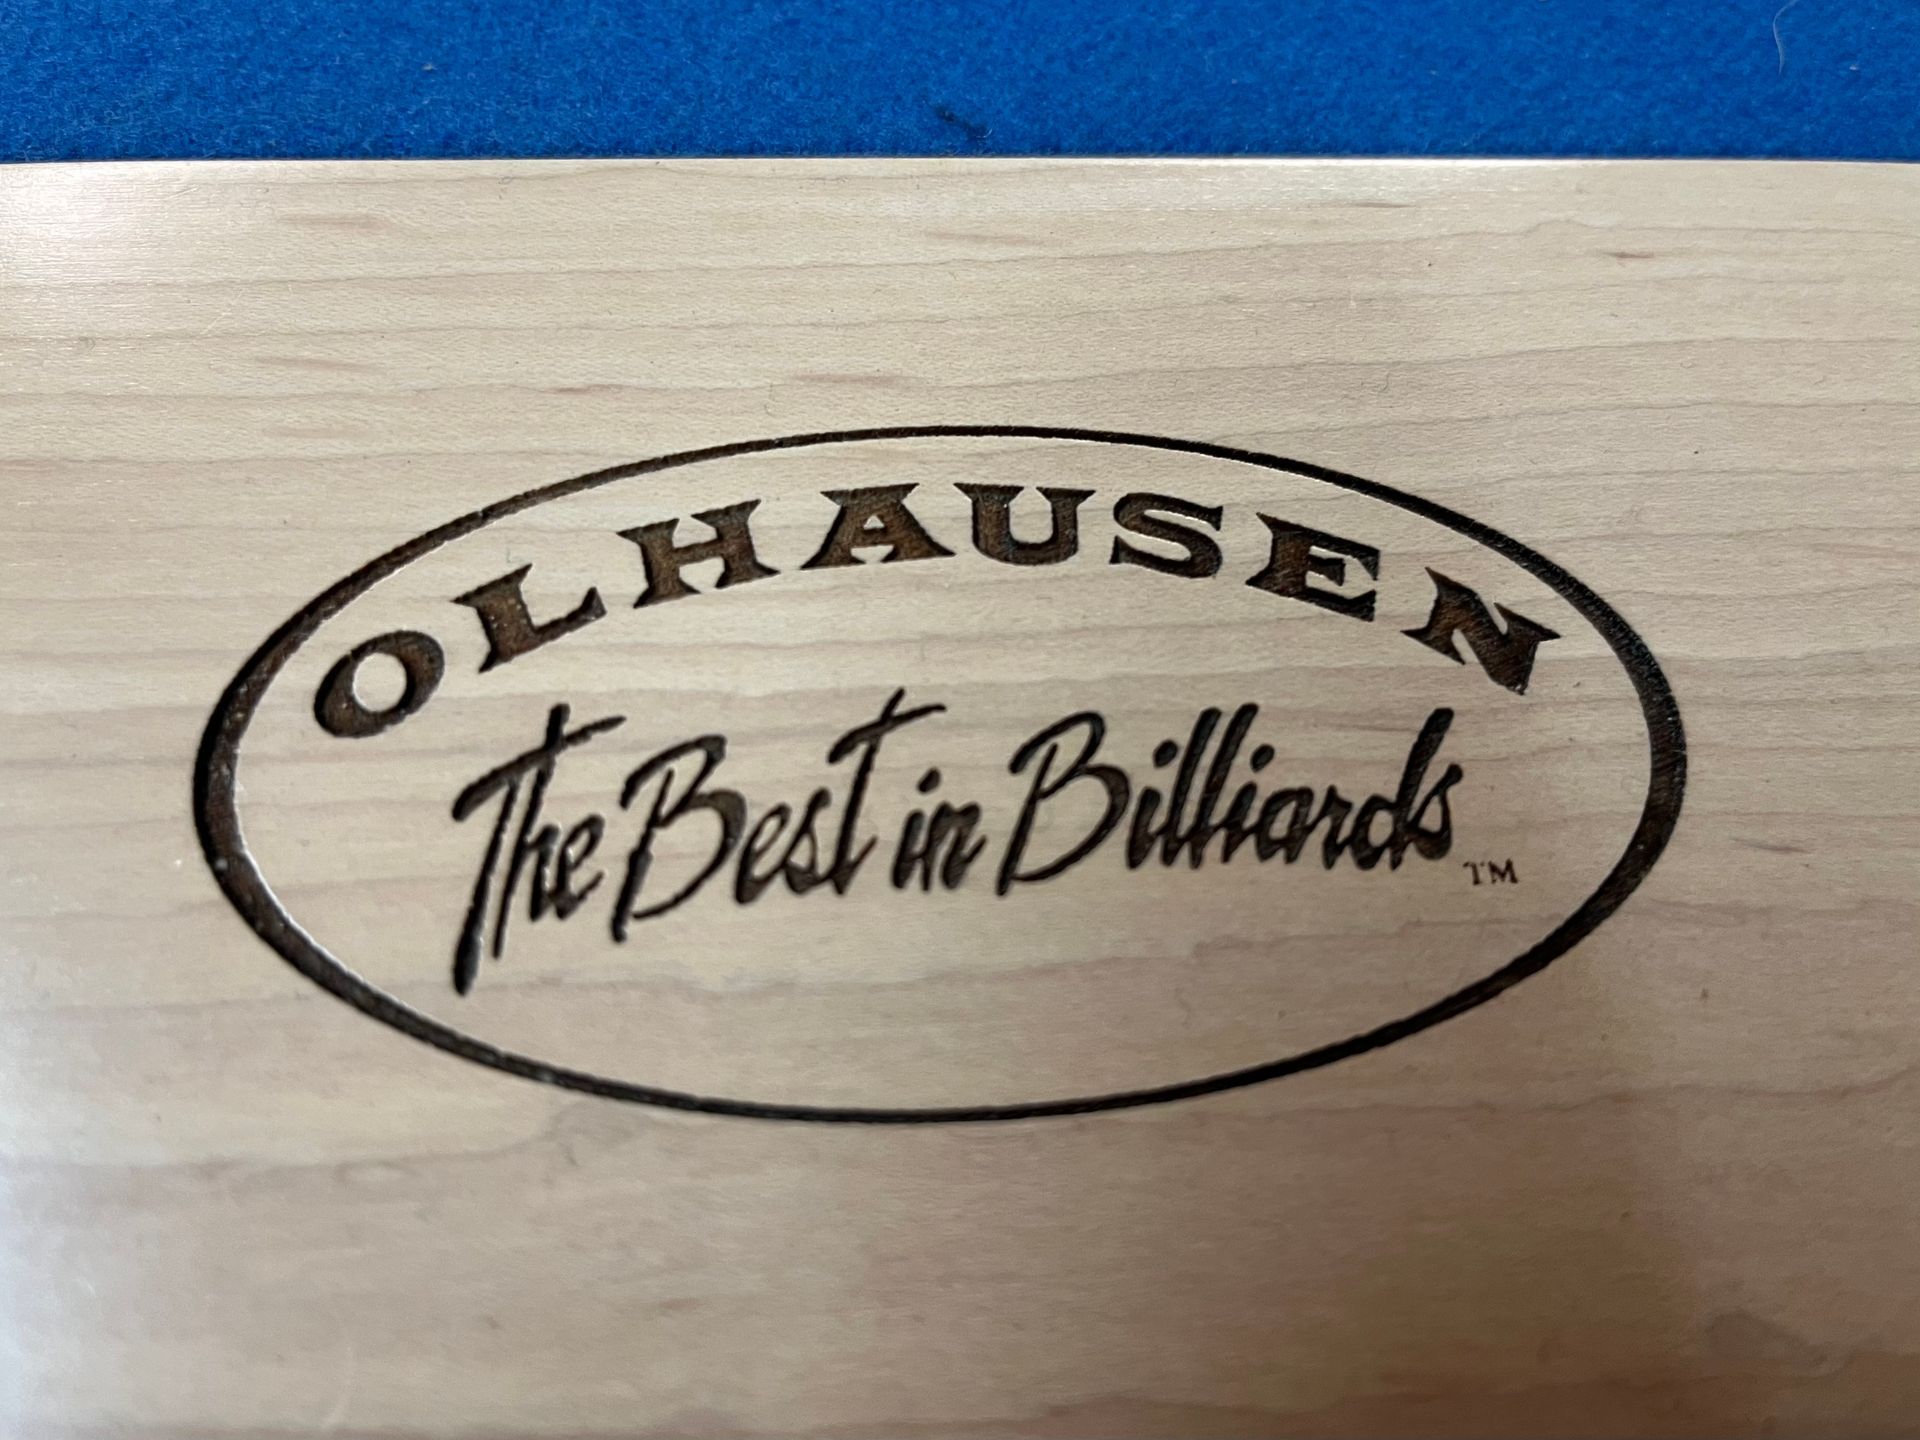 OLHAUSEN
The Best in Billiards ™